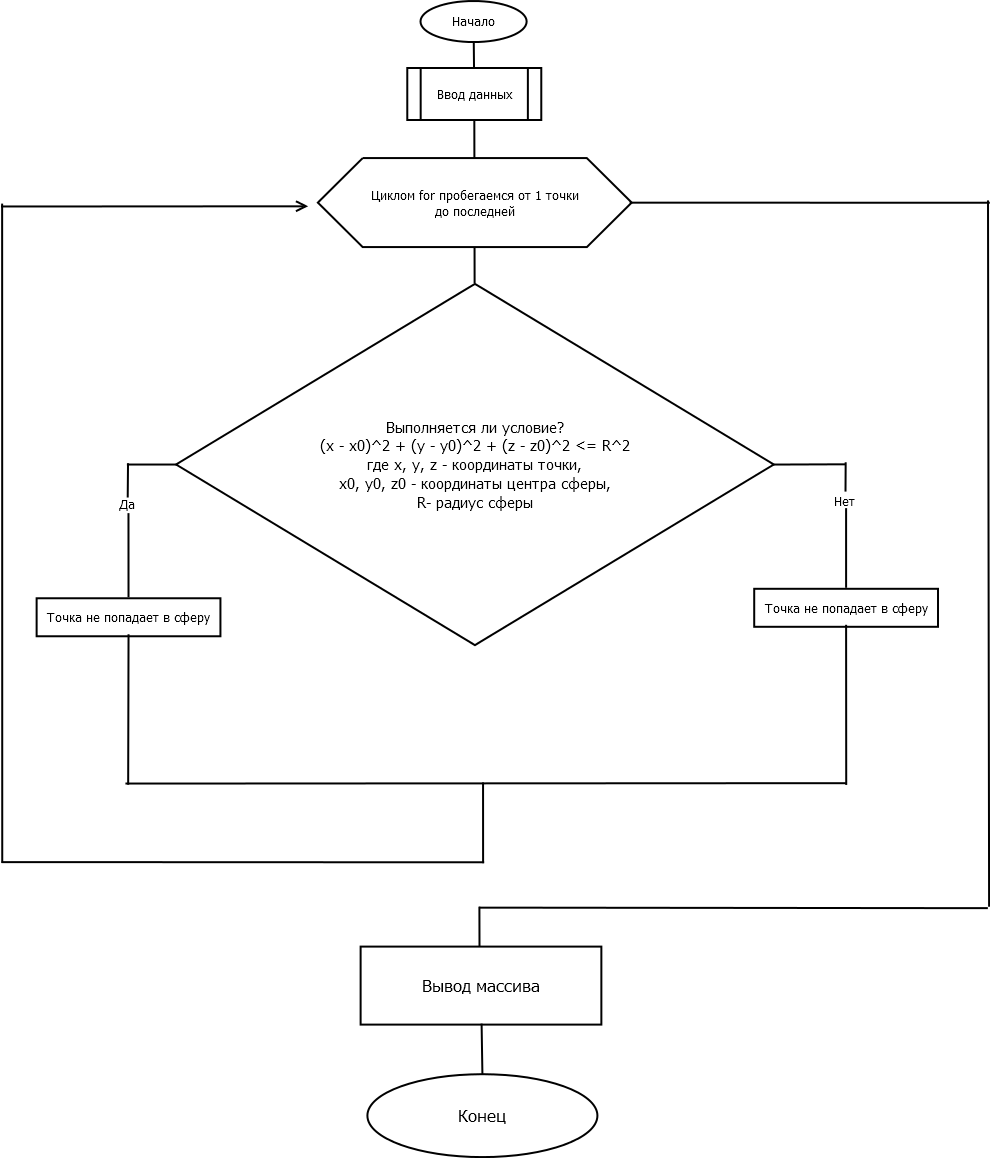 Начало
Ввод данных
Циклом for пробегаемся от 1 точки
до последней
Выполняется ли условие?
(x - x0)^2 + (y - y0)^2 + (z - z0)^2 <= R^2
где x, y, z - координаты точки,
x0, y0, z0 - координаты центра сферы,
R- радиус сферы
Да
Нет
Точка не попадает в сферу
Точка не попадает в сферу
Вывод массива
Конец